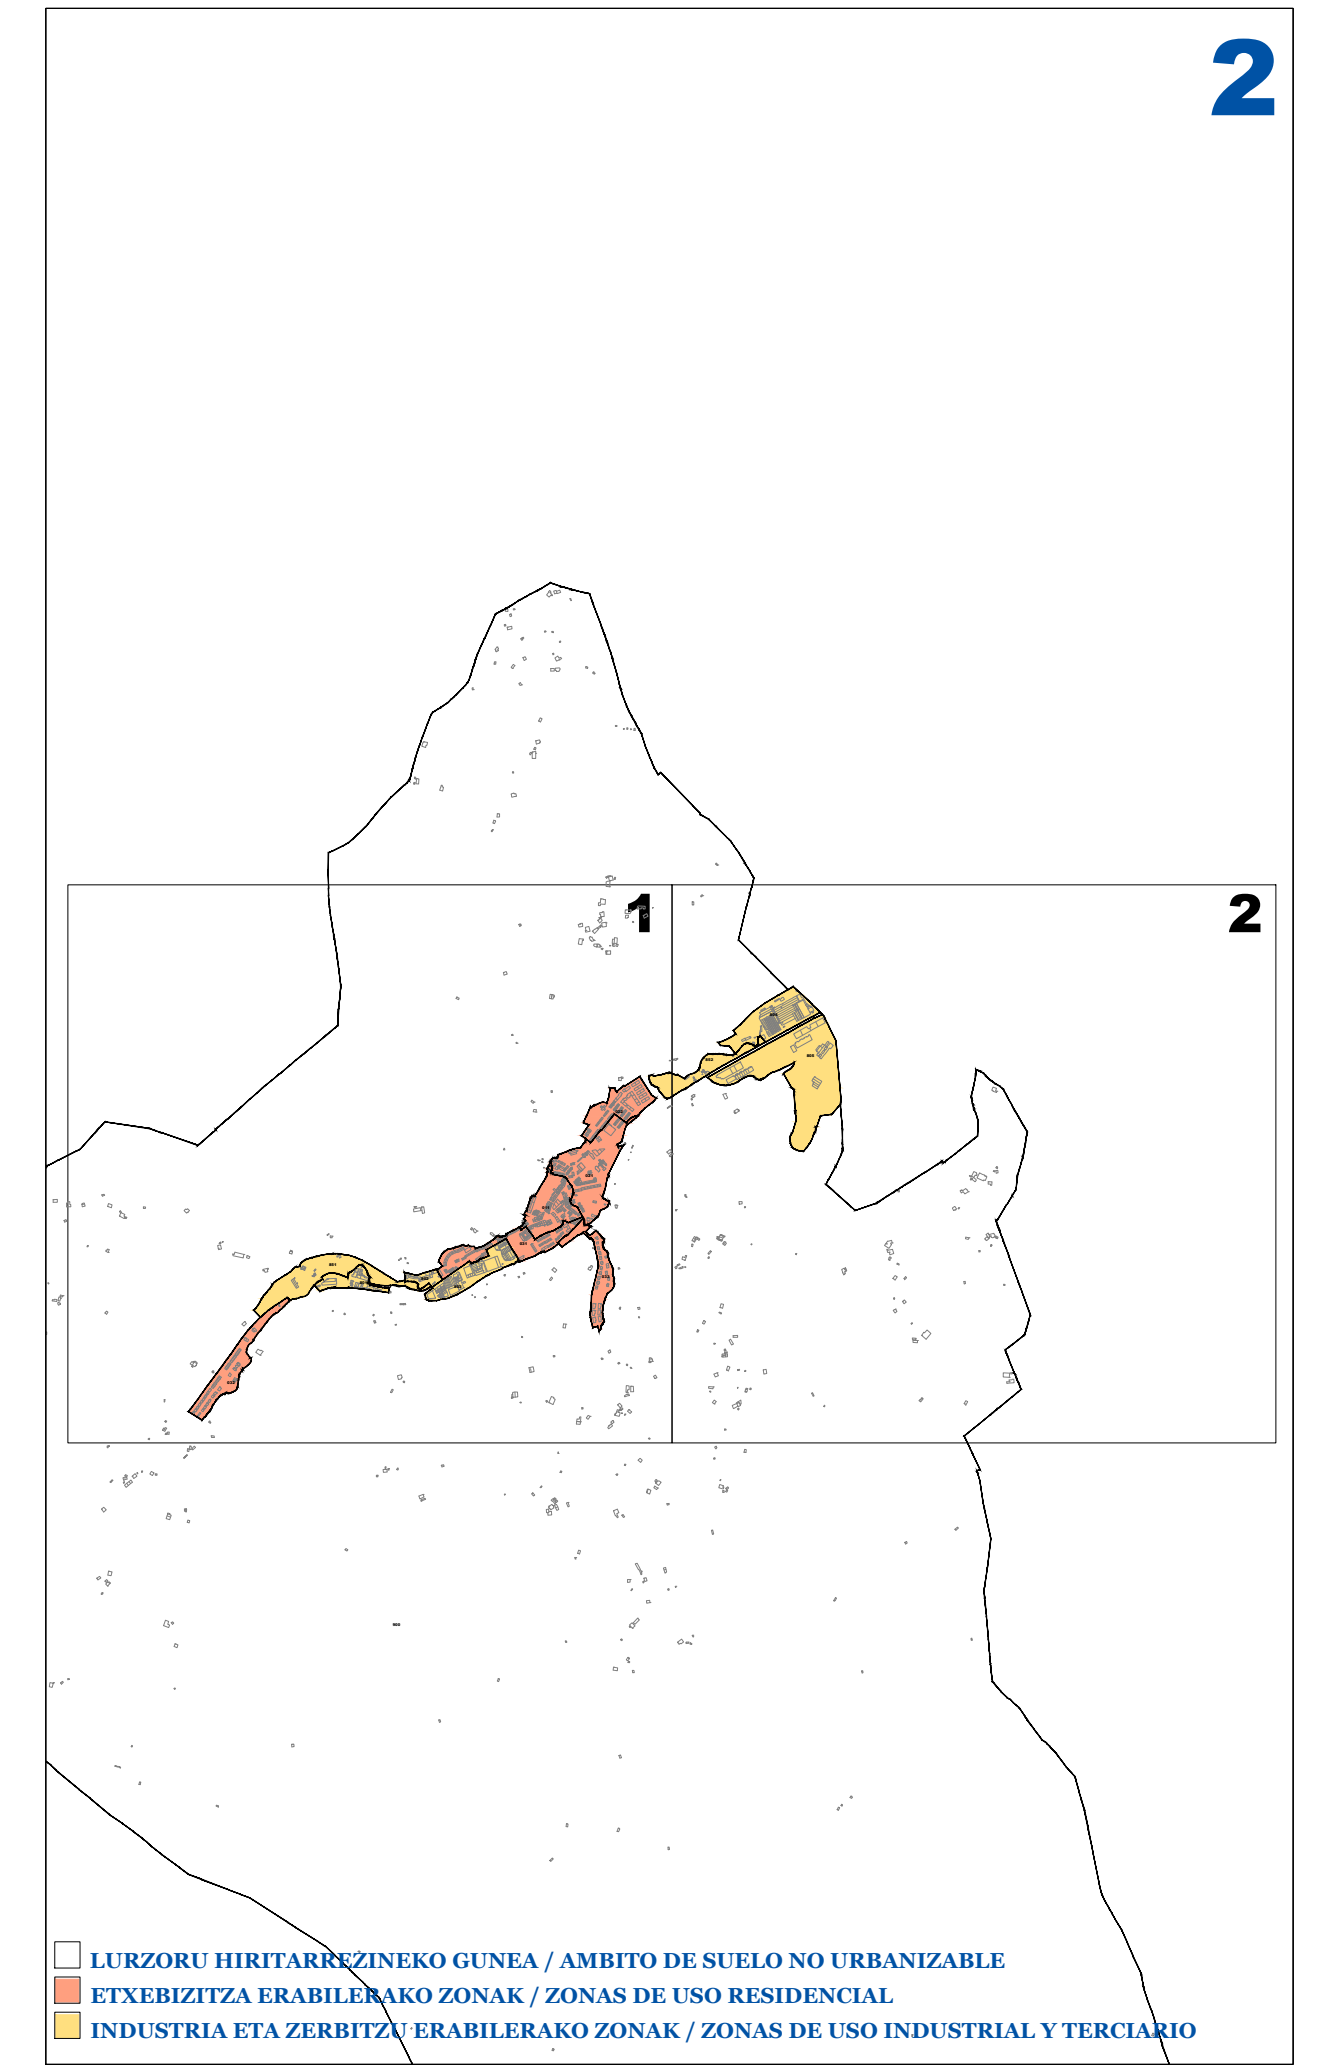 2
1
2
LURZORU HIRITARREZINEKO GUNEA / AMBITO DE SUELO NO URBANIZABLE
ETXEBIZITZA ERABILERAKO ZONAK / ZONAS DE USO RESIDENCIAL
INDUSTRIA ETA ZERBITZU ERABILERAKO ZONAK / ZONAS DE USO INDUSTRIAL Y TERCIARIO